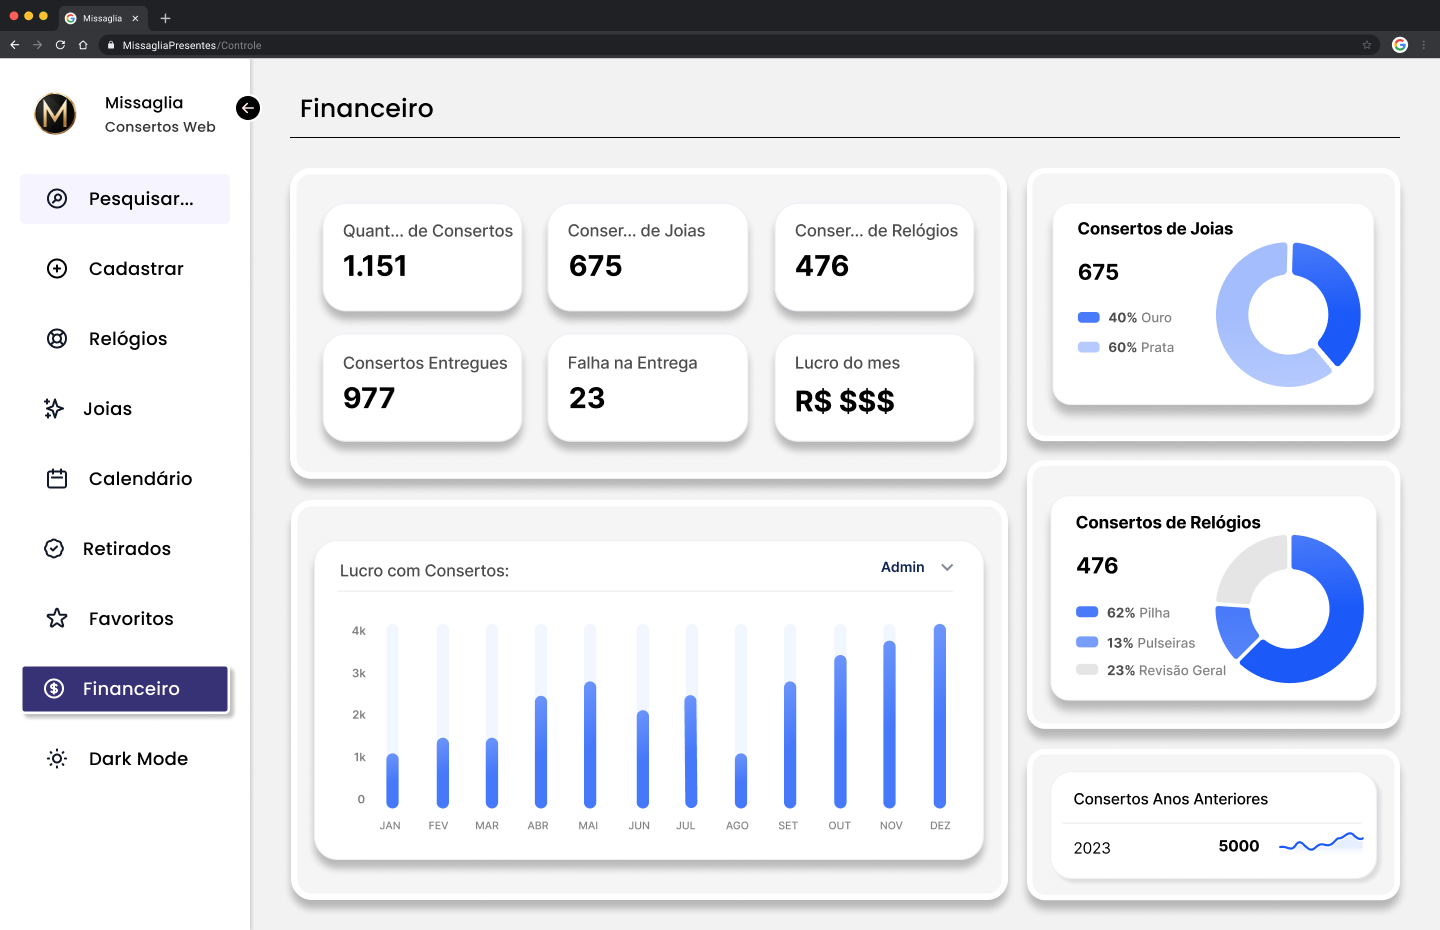 Missaglia
MissagliaPresentes/Controle
M
Missaglia
Consertos Web
Pesquisar...
Cadastrar
Relógios
Joias
Calendário
Retirados
Favoritos
Financeiro
Dark Mode
Financeiro
Quant... de Consertos
1.151
Conser... de Joias
675
Conser... de Relógios
476
Consertos Entregues
977
Falha na Entrega
23
Lucro do mes
R$ $$$
Lucro com Consertos:
Admin
4k
3k
2k
1k
0
JAN FEV MAR ABR MAI JUN JUL AGO SET OUT NOV DEZ
Consertos de Joias
675
40% Ouro
60% Prata
Consertos de Relógios
476
62% Pilha
13% Pulseiras
23% Revisão Geral
Consertos Anos Anteriores
2023 5000